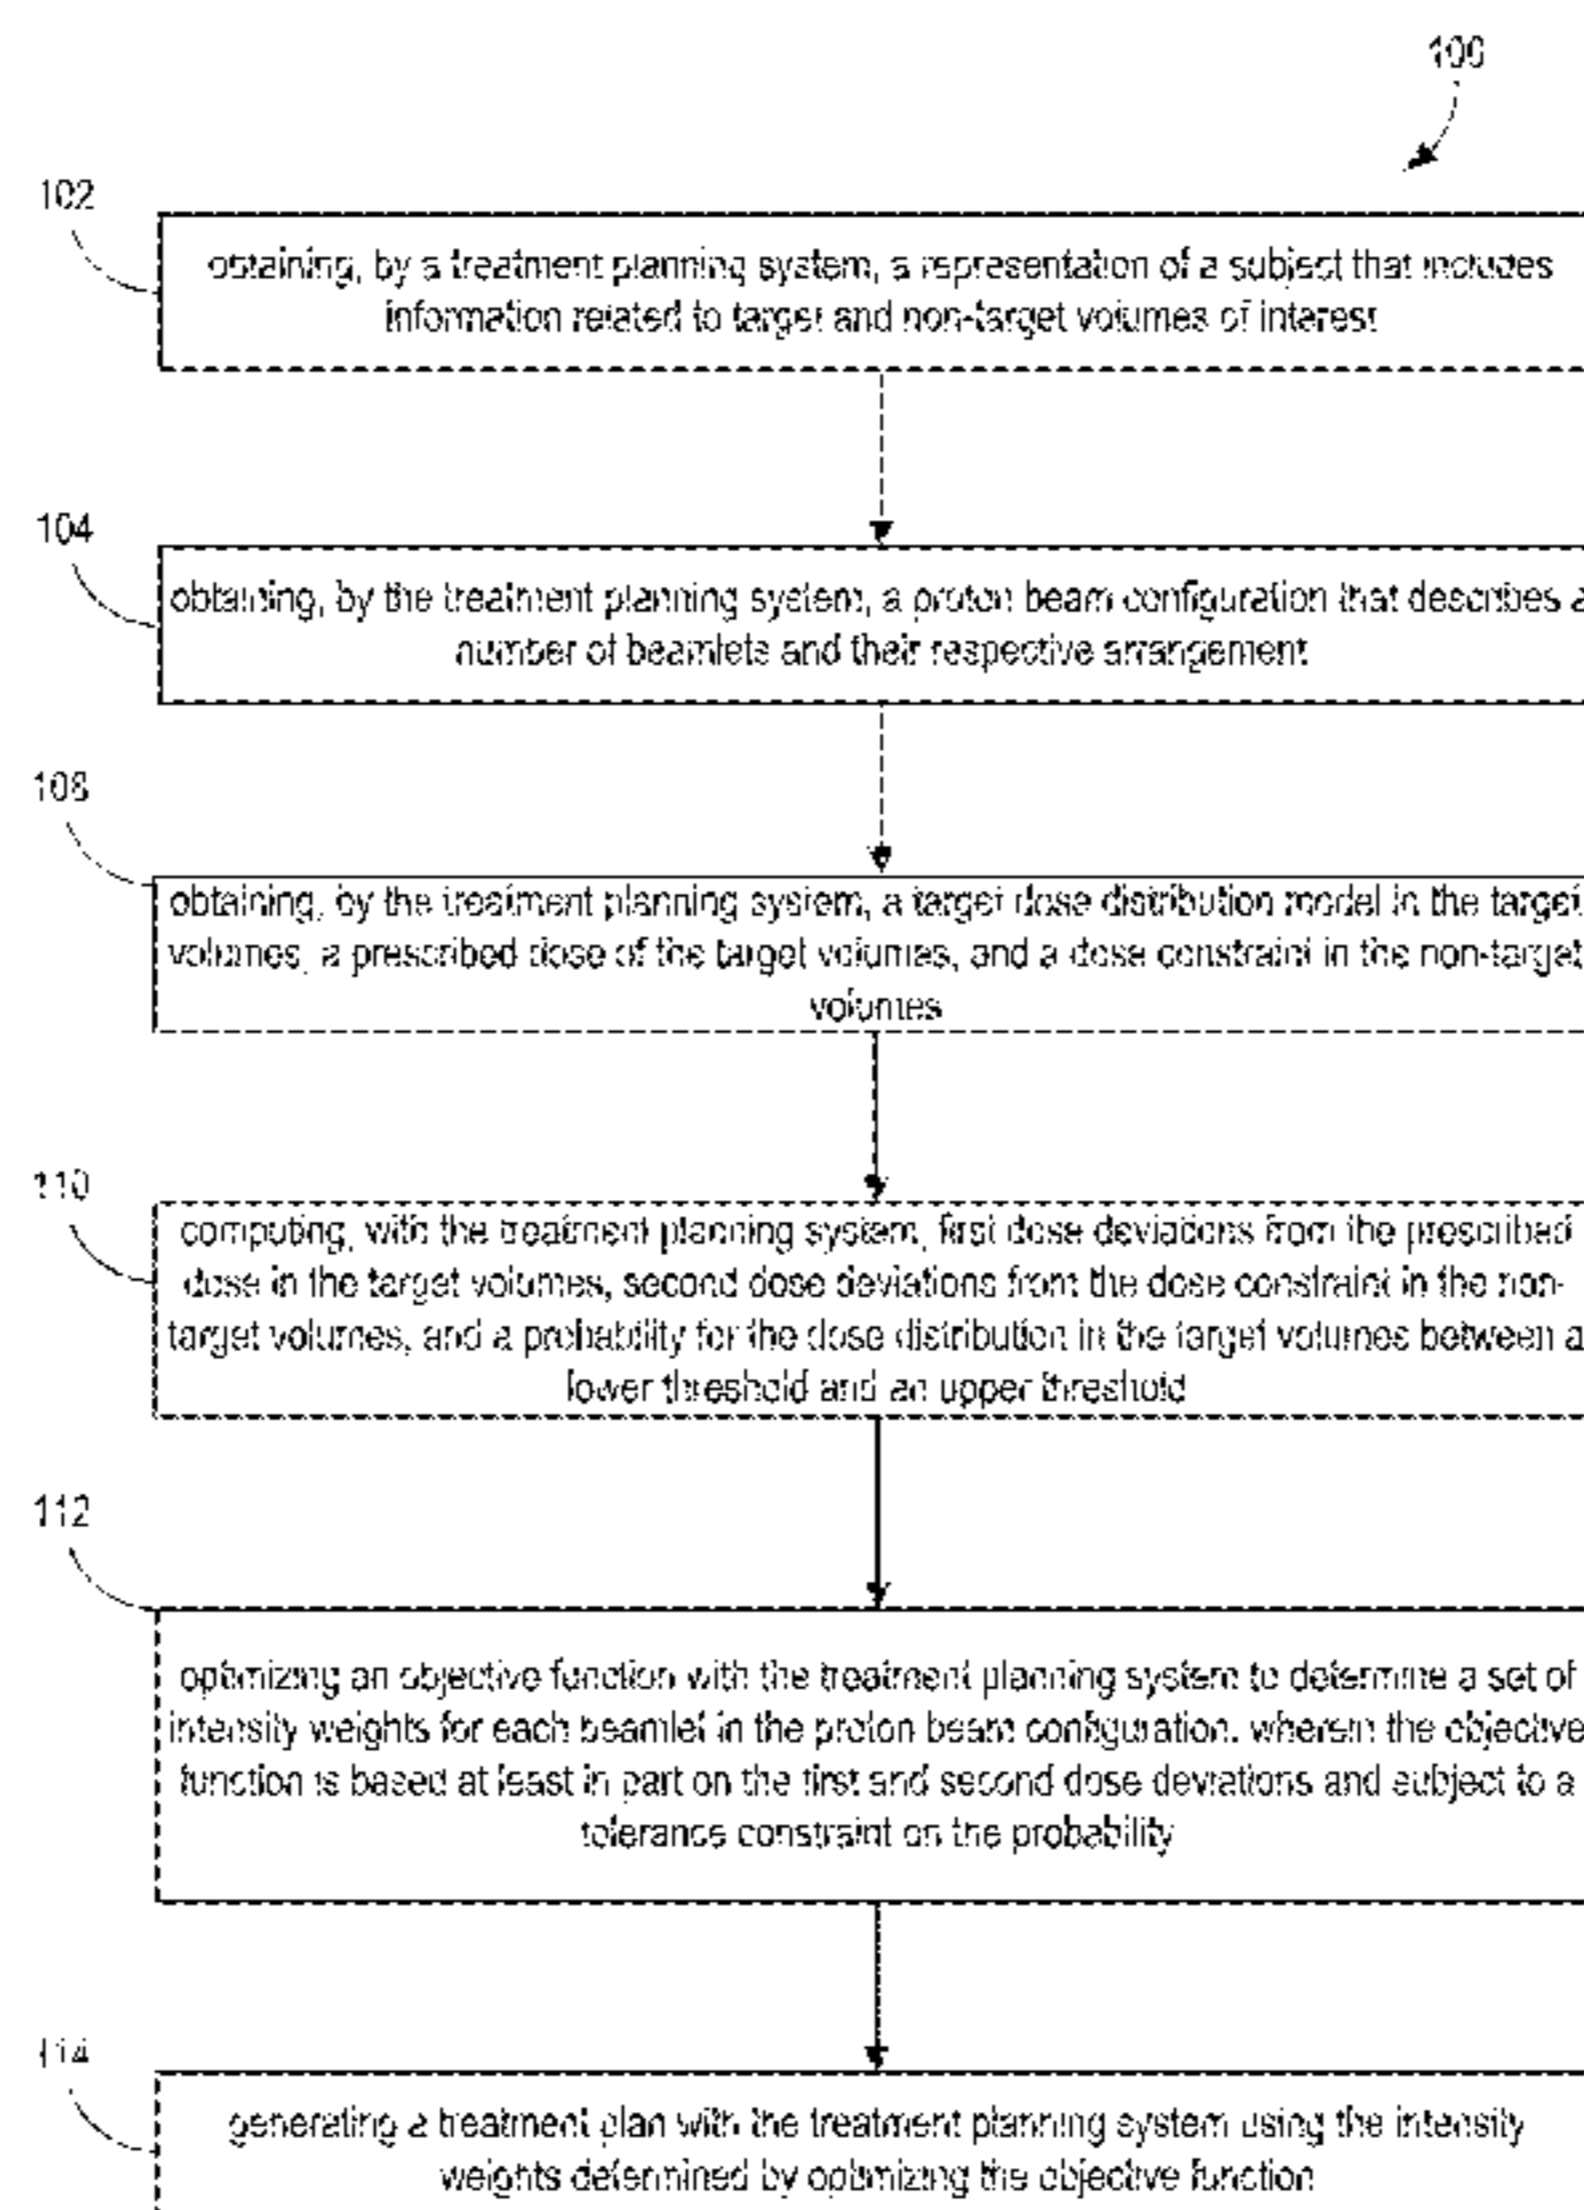 100
102
obtaining, by a treatment planning system, a representation of a subject that includes
information related to target and non-target volumes of interest
104
obtaining, by the treatment planning system, a proton beam configuration that describes a
number of beamlets and their respective arrangement
108
obtaining, by the treatment planning system, a target dose distribution model in the target
volumes, a prescribed dose of the target volumes, and a dose constraint in the non-target
volumes
110
computing, with the treatment planning system, first dose deviations from the prescribed
dose in the target volumes, second dose deviations from the dose constraint in the non-
target volumes, and a probability for the dose distribution in the target volumes between a
lower threshold and an upper threshold
112
optimizing an objective function with the treatment planning system to determine a set of
intensity weights for each beamlet in the proton beam configuration, wherein the objective
function is based at least in part on the first and second dose deviations and subject to a
tolerance constraint on the probability
114
generating a treatment plan with the treatment planning system using the intensity
weights determined by optimizing the objective function